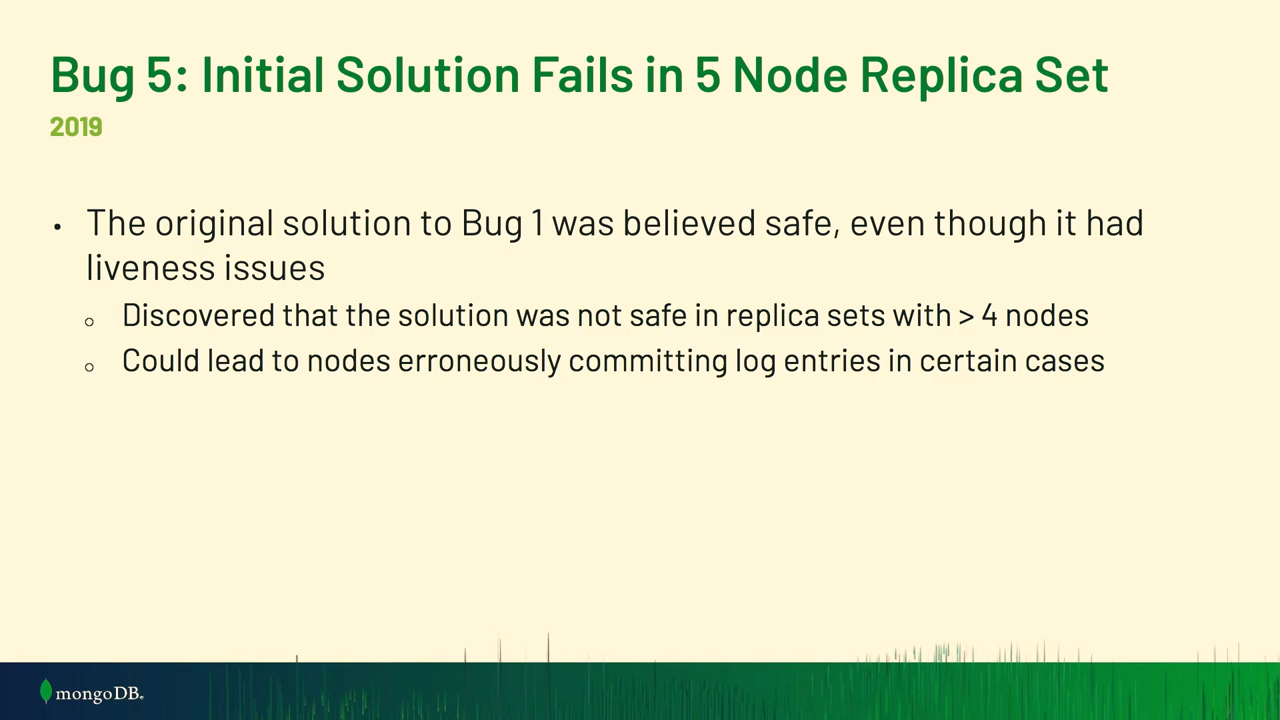 Bug 5: Initial Solution Fails in 5 Node Replica Set
2019
• The original solution to Bug 1 was believed safe, even though it had
liveness issues
○ Discovered that the solution was not safe in replica sets with > 4 nodes
○ Could lead to nodes erroneously committing log entries in certain cases
mongoDB®